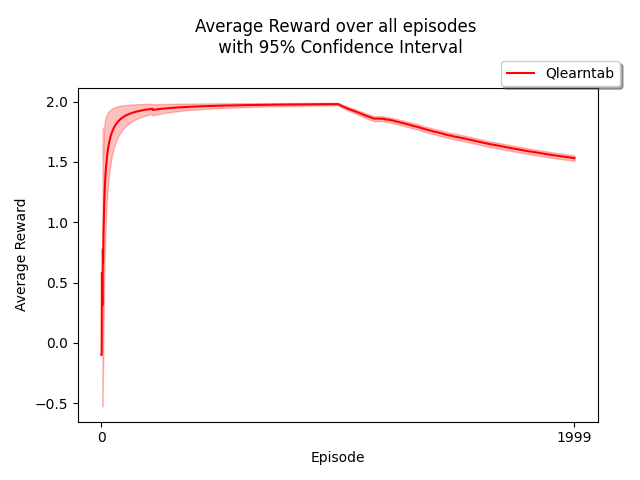 Average Reward over all episodes
with 95% Confidence Interval
Qlearntab
2.0
1.5
1.0
0.5
0.0
−0.5
Average Reward
0
1999
Episode